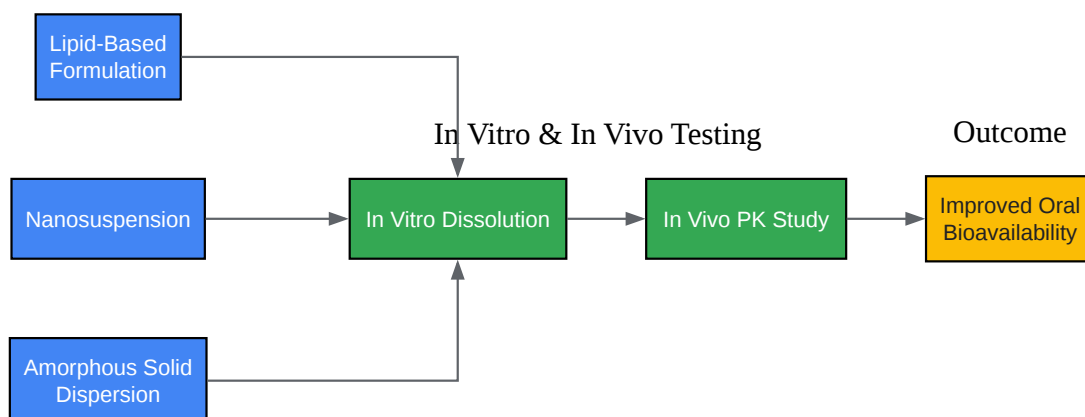 Lipid-Based
Formulation
In Vitro & In Vivo Testing
Outcome
Nanosuspension
In Vitro Dissolution
In Vivo PK Study
Improved Oral
Bioavailability
Amorphous Solid
Dispersion